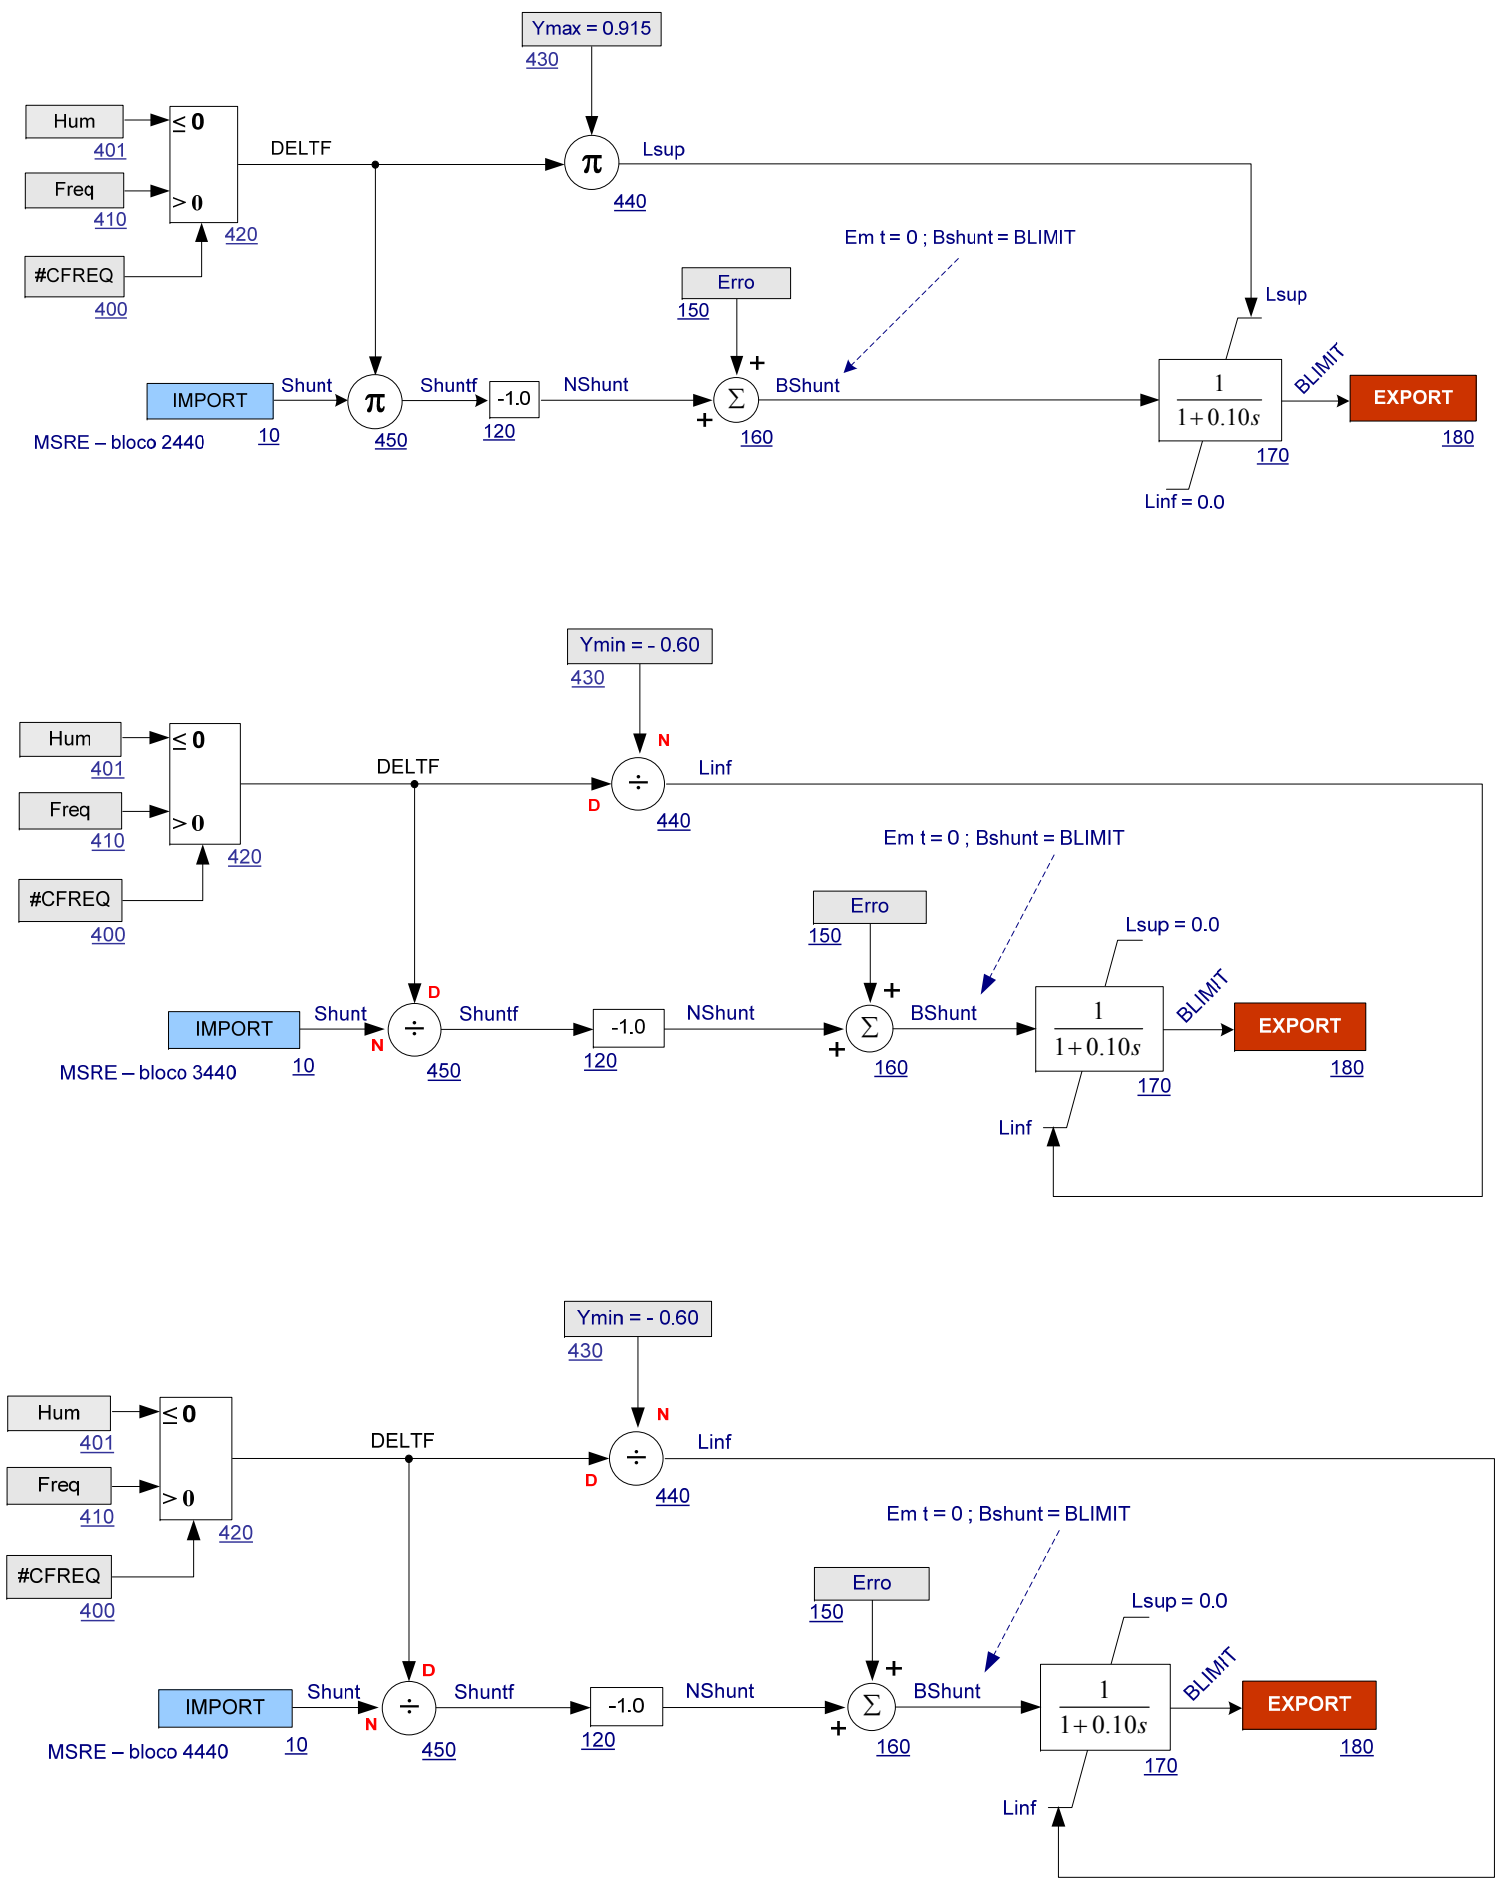 Ymax = 0.915
430
Hum
≤ 0
401
DELTF
π
Lsup
Freq
> 0
410
440
420
Em t = 0 ; Bshunt = BLIMIT
#CFREQ
Erro
400
150
Lsup
+
BLIMIT
IMPORT
Shunt
π
Shuntf
-1.0
NShunt
Σ
BShunt
1
1+0.10s
EXPORT
+
MSRE – bloco 2440
10
450
120
160
170
180
Linf = 0.0
Ymin = - 0.60
430
Hum
≤ 0
N
401
DELTF
÷
Linf
Freq
> 0
D
410
440
420
Em t = 0 ; Bshunt = BLIMIT
#CFREQ
Erro
400
150
Lsup = 0.0
D
+
BLIMIT
IMPORT
Shunt
÷
Shuntf
-1.0
NShunt
Σ
BShunt
1
1+0.10s
EXPORT
N
+
MSRE – bloco 3440
10
450
120
160
170
180
Linf
Ymin = - 0.60
430
Hum
≤ 0
N
401
DELTF
÷
Linf
Freq
> 0
D
410
440
420
Em t = 0 ; Bshunt = BLIMIT
#CFREQ
Erro
400
150
Lsup = 0.0
D
+
BLIMIT
IMPORT
Shunt
÷
Shuntf
-1.0
NShunt
Σ
BShunt
1
1+0.10s
EXPORT
N
+
MSRE – bloco 4440
10
450
120
160
170
180
Linf